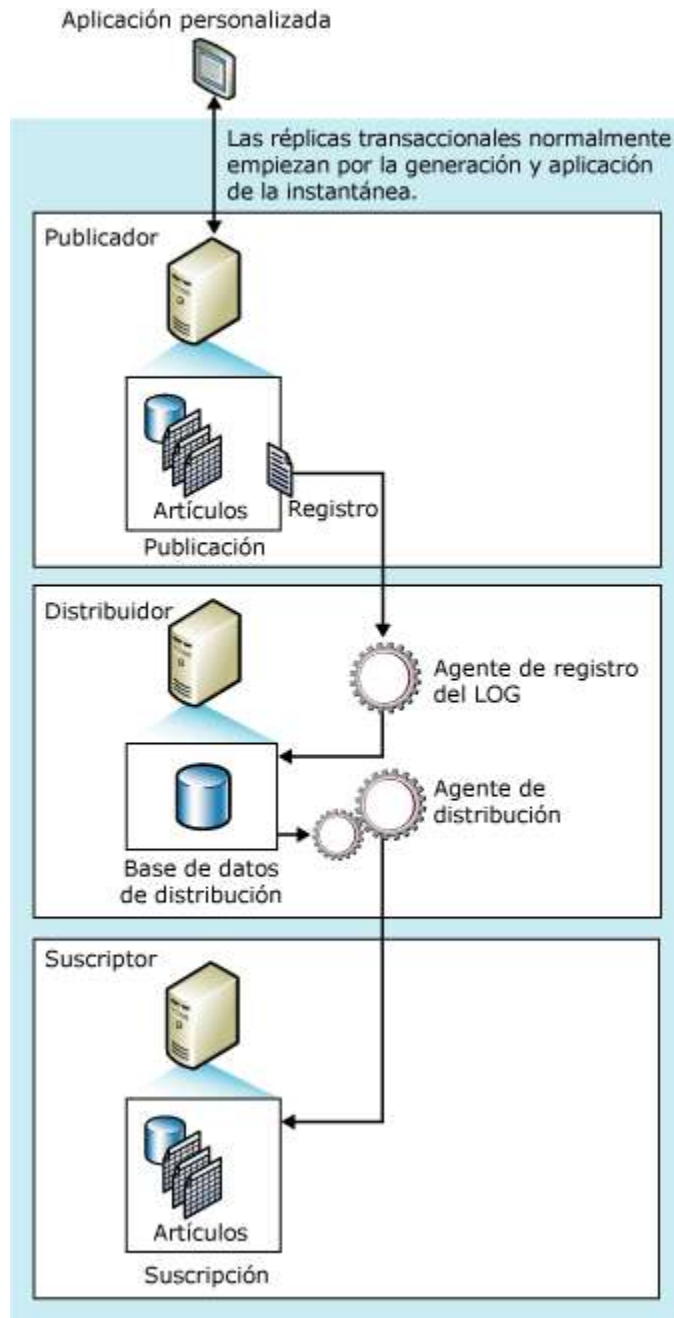 Aplicación personalizada
Las réplicas transaccionales normalmente
empiezan por la generación y aplicación
de la instantánea.
Publicador
Artículos
Registro
Publicación
Distribuidor
Agente de registro
del LOG
Agente de
distribución
Base de datos
de distribución
Suscriptor
Artículos
Suscripción